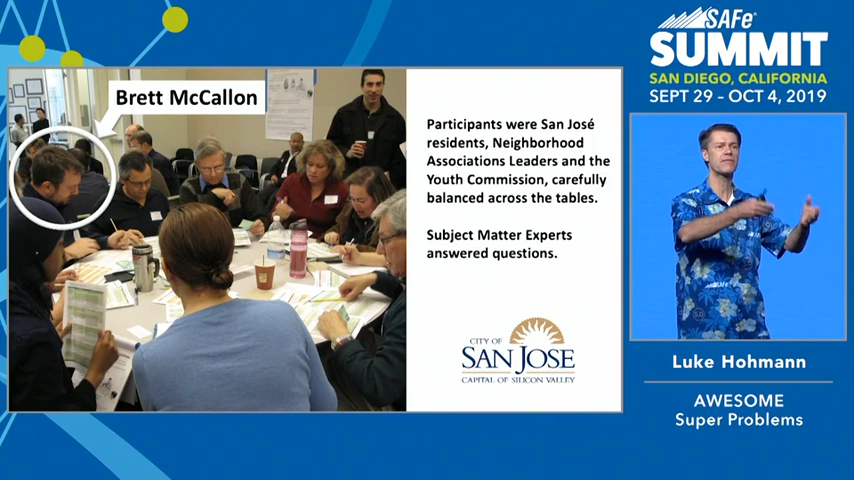 Brett McCallon
Participants were San José
residents, Neighborhood
Associations Leaders and the
Youth Commission, carefully
balanced across the tables.
Subject Matter Experts
answered questions.
CITY OF
SAN JOSE
CAPITAL OF SILICON VALLEY
SAFe®
SUMMIT
SAN DIEGO, CALIFORNIA
SEPT 29 – OCT 4, 2019
SAFe
Luke Hohmann
AWESOME
Super Problems